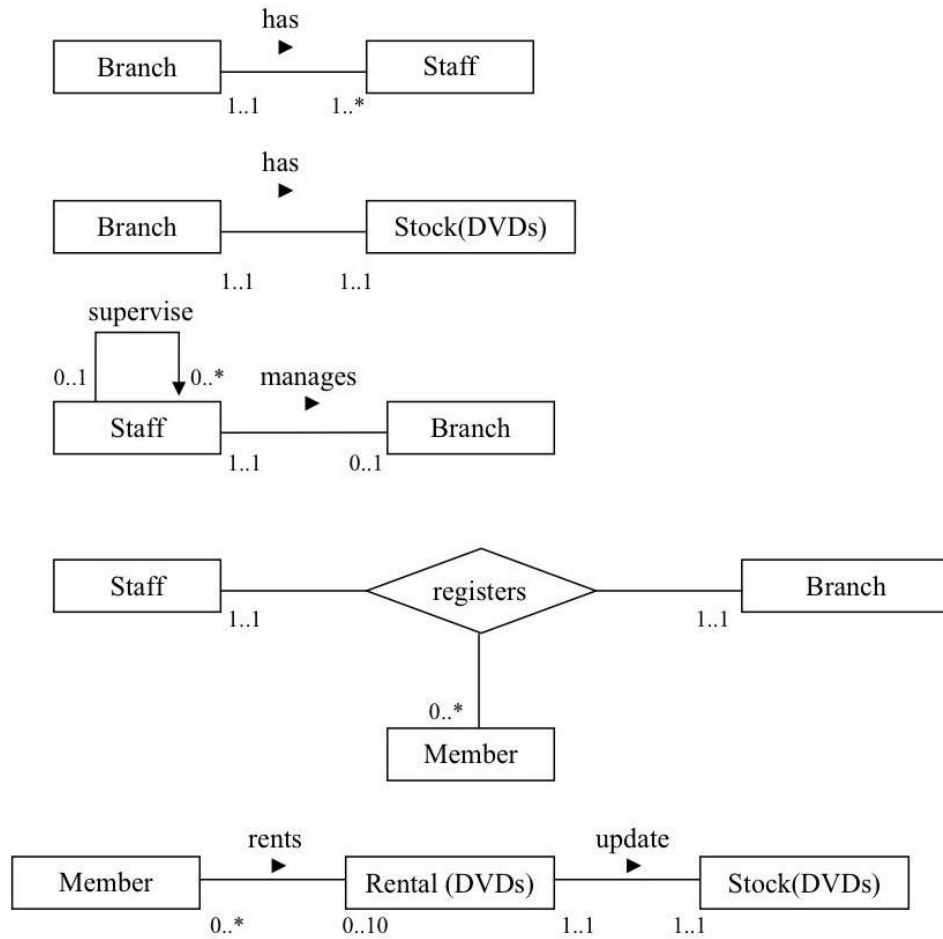 has
Branch Staff
1..1 1..*
has
Branch Stock(DVDs)
1..1 1..1
supervise
0..1 0..* manages
Staff Branch
1..1 0..1
Staff registers Branch
1..1 1..1
0..*
Member
rents update
Member Rental (DVDs) Stock(DVDs)
0..* 0..10 1..1 1..1